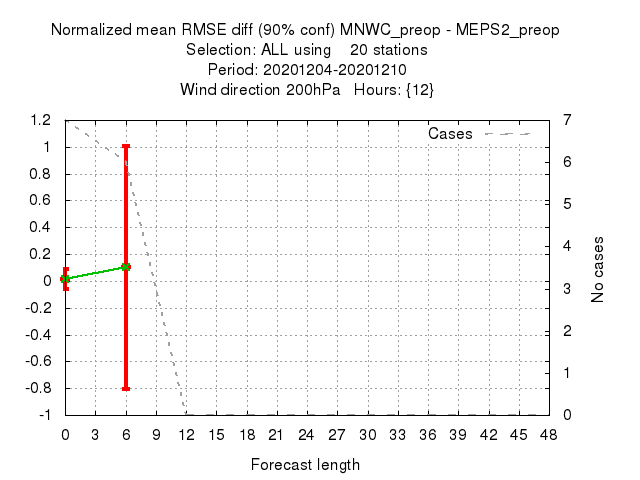 Normalized mean RMSE diff (90% conf) MNWC_preop - MEPS2_preop
Selection: ALL using    20 stations
Period: 20201204-20201210
Wind direction 200hPa   Hours: {12}
Cases
1.2
1
0.8
0.6
0.4
0.2
0
-0.2
-0.4
-0.6
-0.8
-1
7
6
5
4
3
2
1
0
No cases
0 3 6 9 12 15 18 21 24 27 30 33 36 39 42 45 48
Forecast length